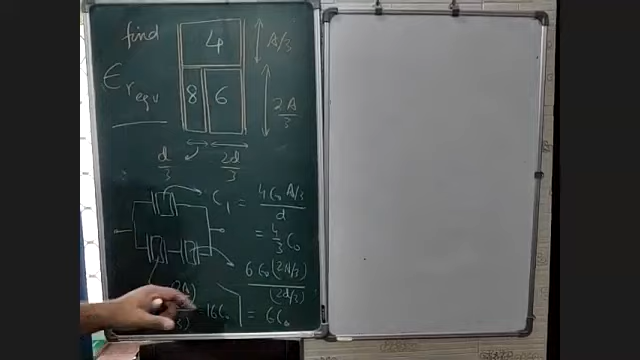 find
ϵ_r equ
4
A/3
8 6
2A/3
d/3 2d/3
C₁ = 4C₀ A/3 / d
= 4/3 C₀
6C₀(2A/3) / (2d/3)
= 16C₀ = 6C₀